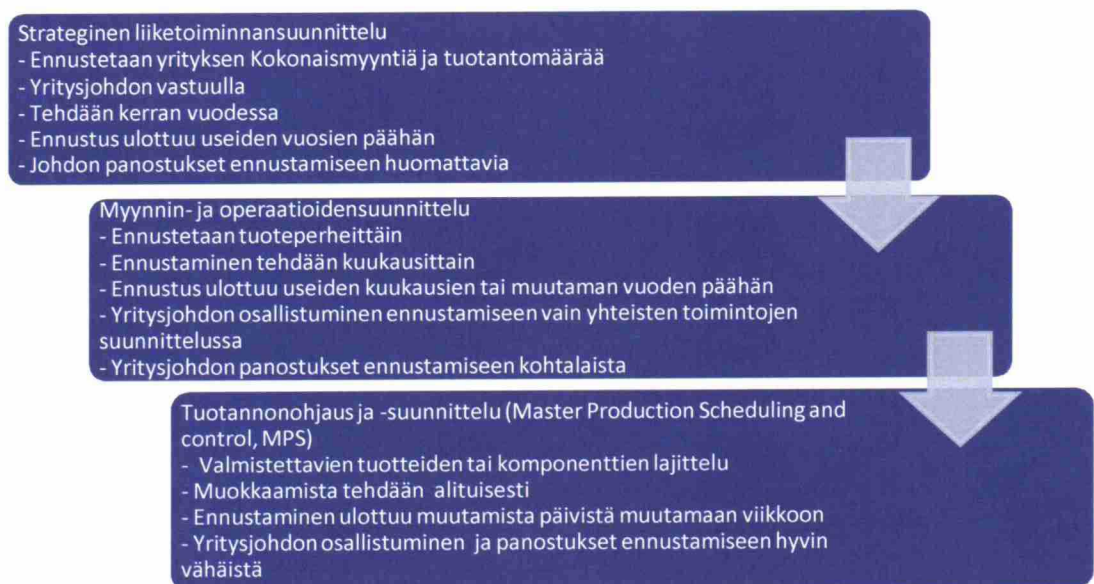 Strateginen liiketoiminnansuunnittelu
- Ennustetaan yrityksen Kokonaismyyntiä ja tuotantomäärää
- Yritysjohdon vastuulla
- Tehdään kerran vuodessa
- Ennustus ulottuu useiden vuosien päähän
- Johdon panostukset ennustamiseen huomattavia
Myynnin- ja operaatioidensuunnittelu
- Ennustetaan tuoteperheittäin
- Ennustaminen tehdään kuukausittain
- Ennustus ulottuu useiden kuukausien tai muutaman vuoden päähän
- Yritysjohdon osallistuminen ennustamiseen vain yhteisten toimintojen
suunnittelussa
- Yritysjohdon panostukset ennustamiseen kohtalaista
Tuotannonohjaus ja -suunnittelu (Master Production Scheduling and
control, MPS)
- Valmistettavien tuotteiden tai komponenttien lajittelu
- Muokkaamista tehdään alituisesti
- Ennustaminen ulottuu muutamista päivistä muutamaan viikkoon
- Yritysjohdon osallistuminen ja panostukset ennustamiseen hyvin
vähäistä